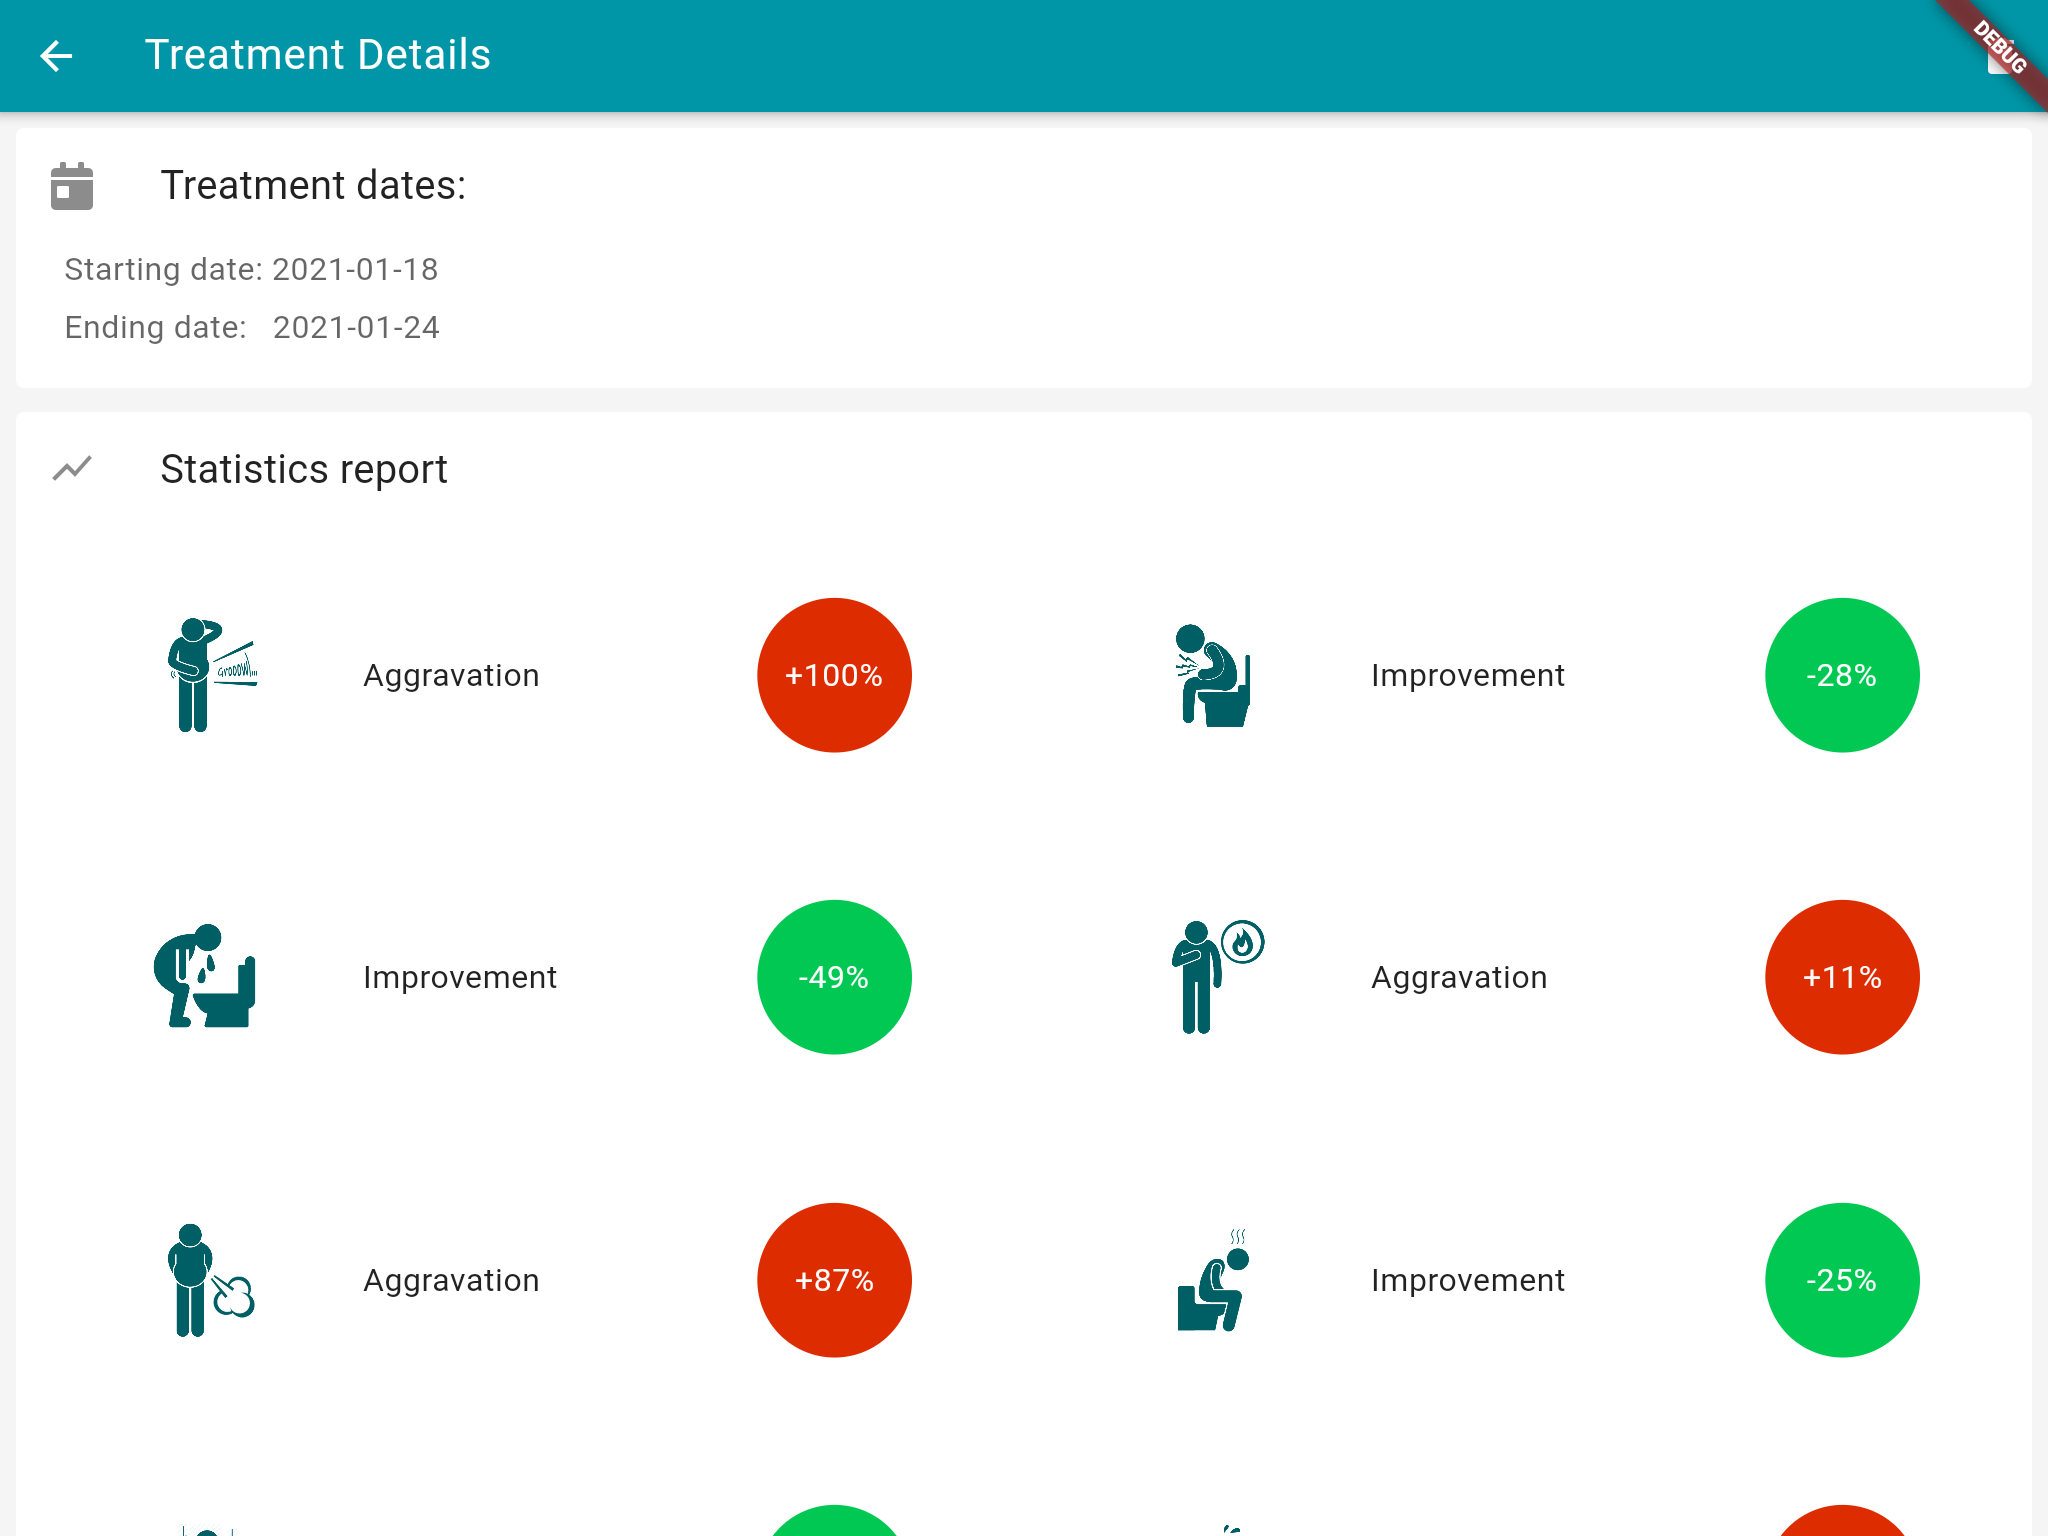 Treatment Details
DEBUG
Treatment dates:
Starting date: 2021-01-18
Ending date: 2021-01-24
Statistics report
Grooowl
Aggravation
+100%
Improvement
-28%
Improvement
-49%
Aggravation
+11%
Aggravation
+87%
Improvement
-25%